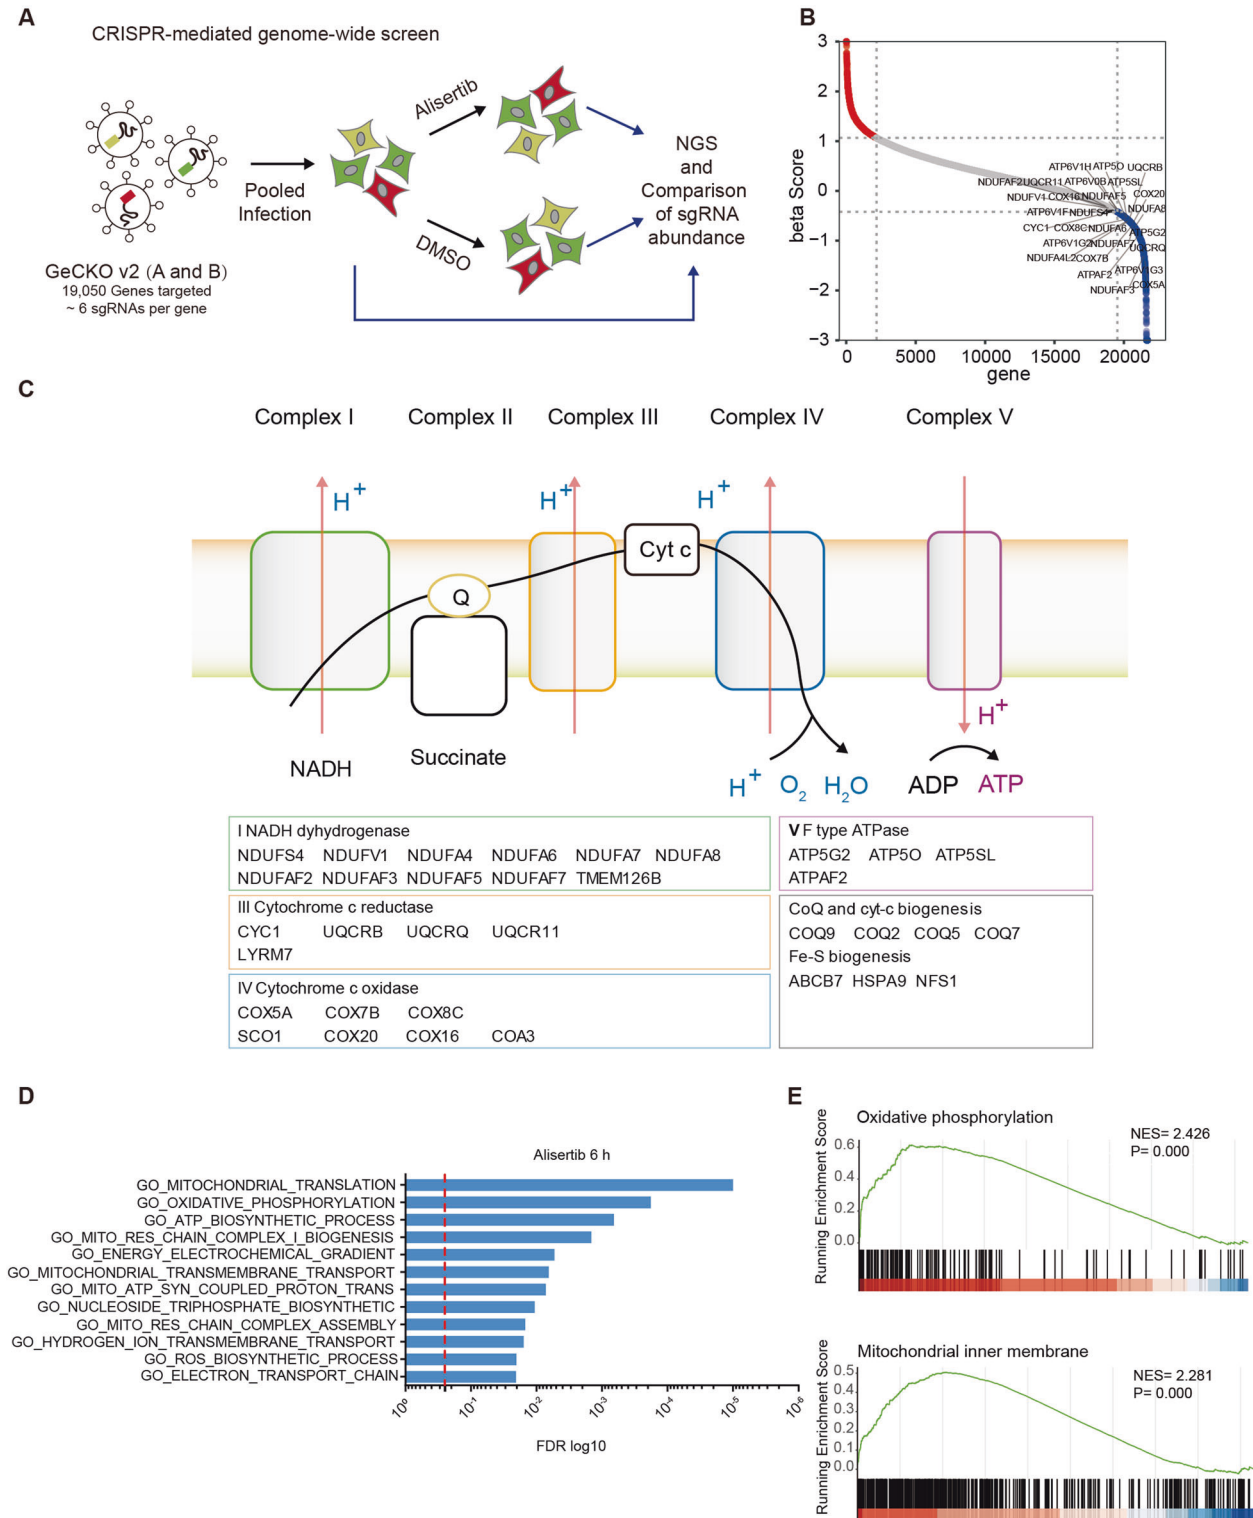 A
CRISPR-mediated genome-wide screen
Alisertib
Pooled
Infection
DMSO
NGS
and
Comparison
of sgRNA
abundance
GeCKO v2 (A and B)
19,050 Genes targeted
~ 6 sgRNAs per gene
B
beta Score
3
2
1
0
−1
−2
−3
ATP6V1H ATP5O UQCRB
NDUFAF2 UQCR11 ATP6V0B ATP5SL
NDUFV1 COX16 NDUFAF5 COX20
ATP6V1F NDUFS4 NDUFA8
CYC1 COX8C NDUFA6 ATP5G2
ATP6V1G2 NDUFAF7 UQCRQ
NDUFA4L2 COX7B
ATPAF2 ATP6V1G3
NDUFAF3 COX5A
0 5000 10000 15000 20000
gene
C
Complex I Complex II Complex III Complex IV Complex V
H+ H+ H+
Cyt c
Q
H+
NADH
Succinate
H+ O2 H2O
ADP ATP
I NADH dyhydrogenase
NDUFS4 NDUFV1 NDUFA4 NDUFA6 NDUFA7 NDUFA8
NDUFAF2 NDUFAF3 NDUFAF5 NDUFAF7 TMEM126B
III Cytochrome c reductase
CYC1 UQCRB UQCRQ UQCR11
LYRM7
IV Cytochrome c oxidase
COX5A COX7B COX8C
SCO1 COX20 COX16 COA3
V F type ATPase
ATP5G2 ATP5O ATP5SL
ATPAF2
CoQ and cyt-c biogenesis
COQ9 COQ2 COQ5 COQ7
Fe-S biogenesis
ABCB7 HSPA9 NFS1
D
Alisertib 6 h
GO_MITOCHONDRIAL_TRANSLATION
GO_OXIDATIVE_PHOSPHORYLATION
GO_ATP_BIOSYNTHETIC_PROCESS
GO_MITO_RES_CHAIN_COMPLEX_I_BIOGENESIS
GO_ENERGY_ELECTROCHEMICAL_GRADIENT
GO_MITOCHONDRIAL_TRANSMEMBRANE_TRANSPORT
GO_MITO_ATP_SYN_COUPLED_PROTON_TRANS
GO_NUCLEOSIDE_TRIPHOSPHATE_BIOSYNTHETIC
GO_MITO_RES_CHAIN_COMPLEX_ASSEMBLY
GO_HYDROGEN_ION_TRANSMEMBRANE_TRANSPORT
GO_ROS_BIOSYNTHETIC_PROCESS
GO_ELECTRON_TRANSPORT_CHAIN
10^0 10^1 10^-2 10^-3 10^-4 10^-5 10^-6
FDR log10
E
Oxidative phosphorylation
NES= 2.426
P= 0.000
Running Enrichment Score
0.6
0.4
0.2
0.0
Mitochondrial inner membrane
NES= 2.281
P= 0.000
Running Enrichment Score
0.5
0.4
0.3
0.2
0.1
0.0